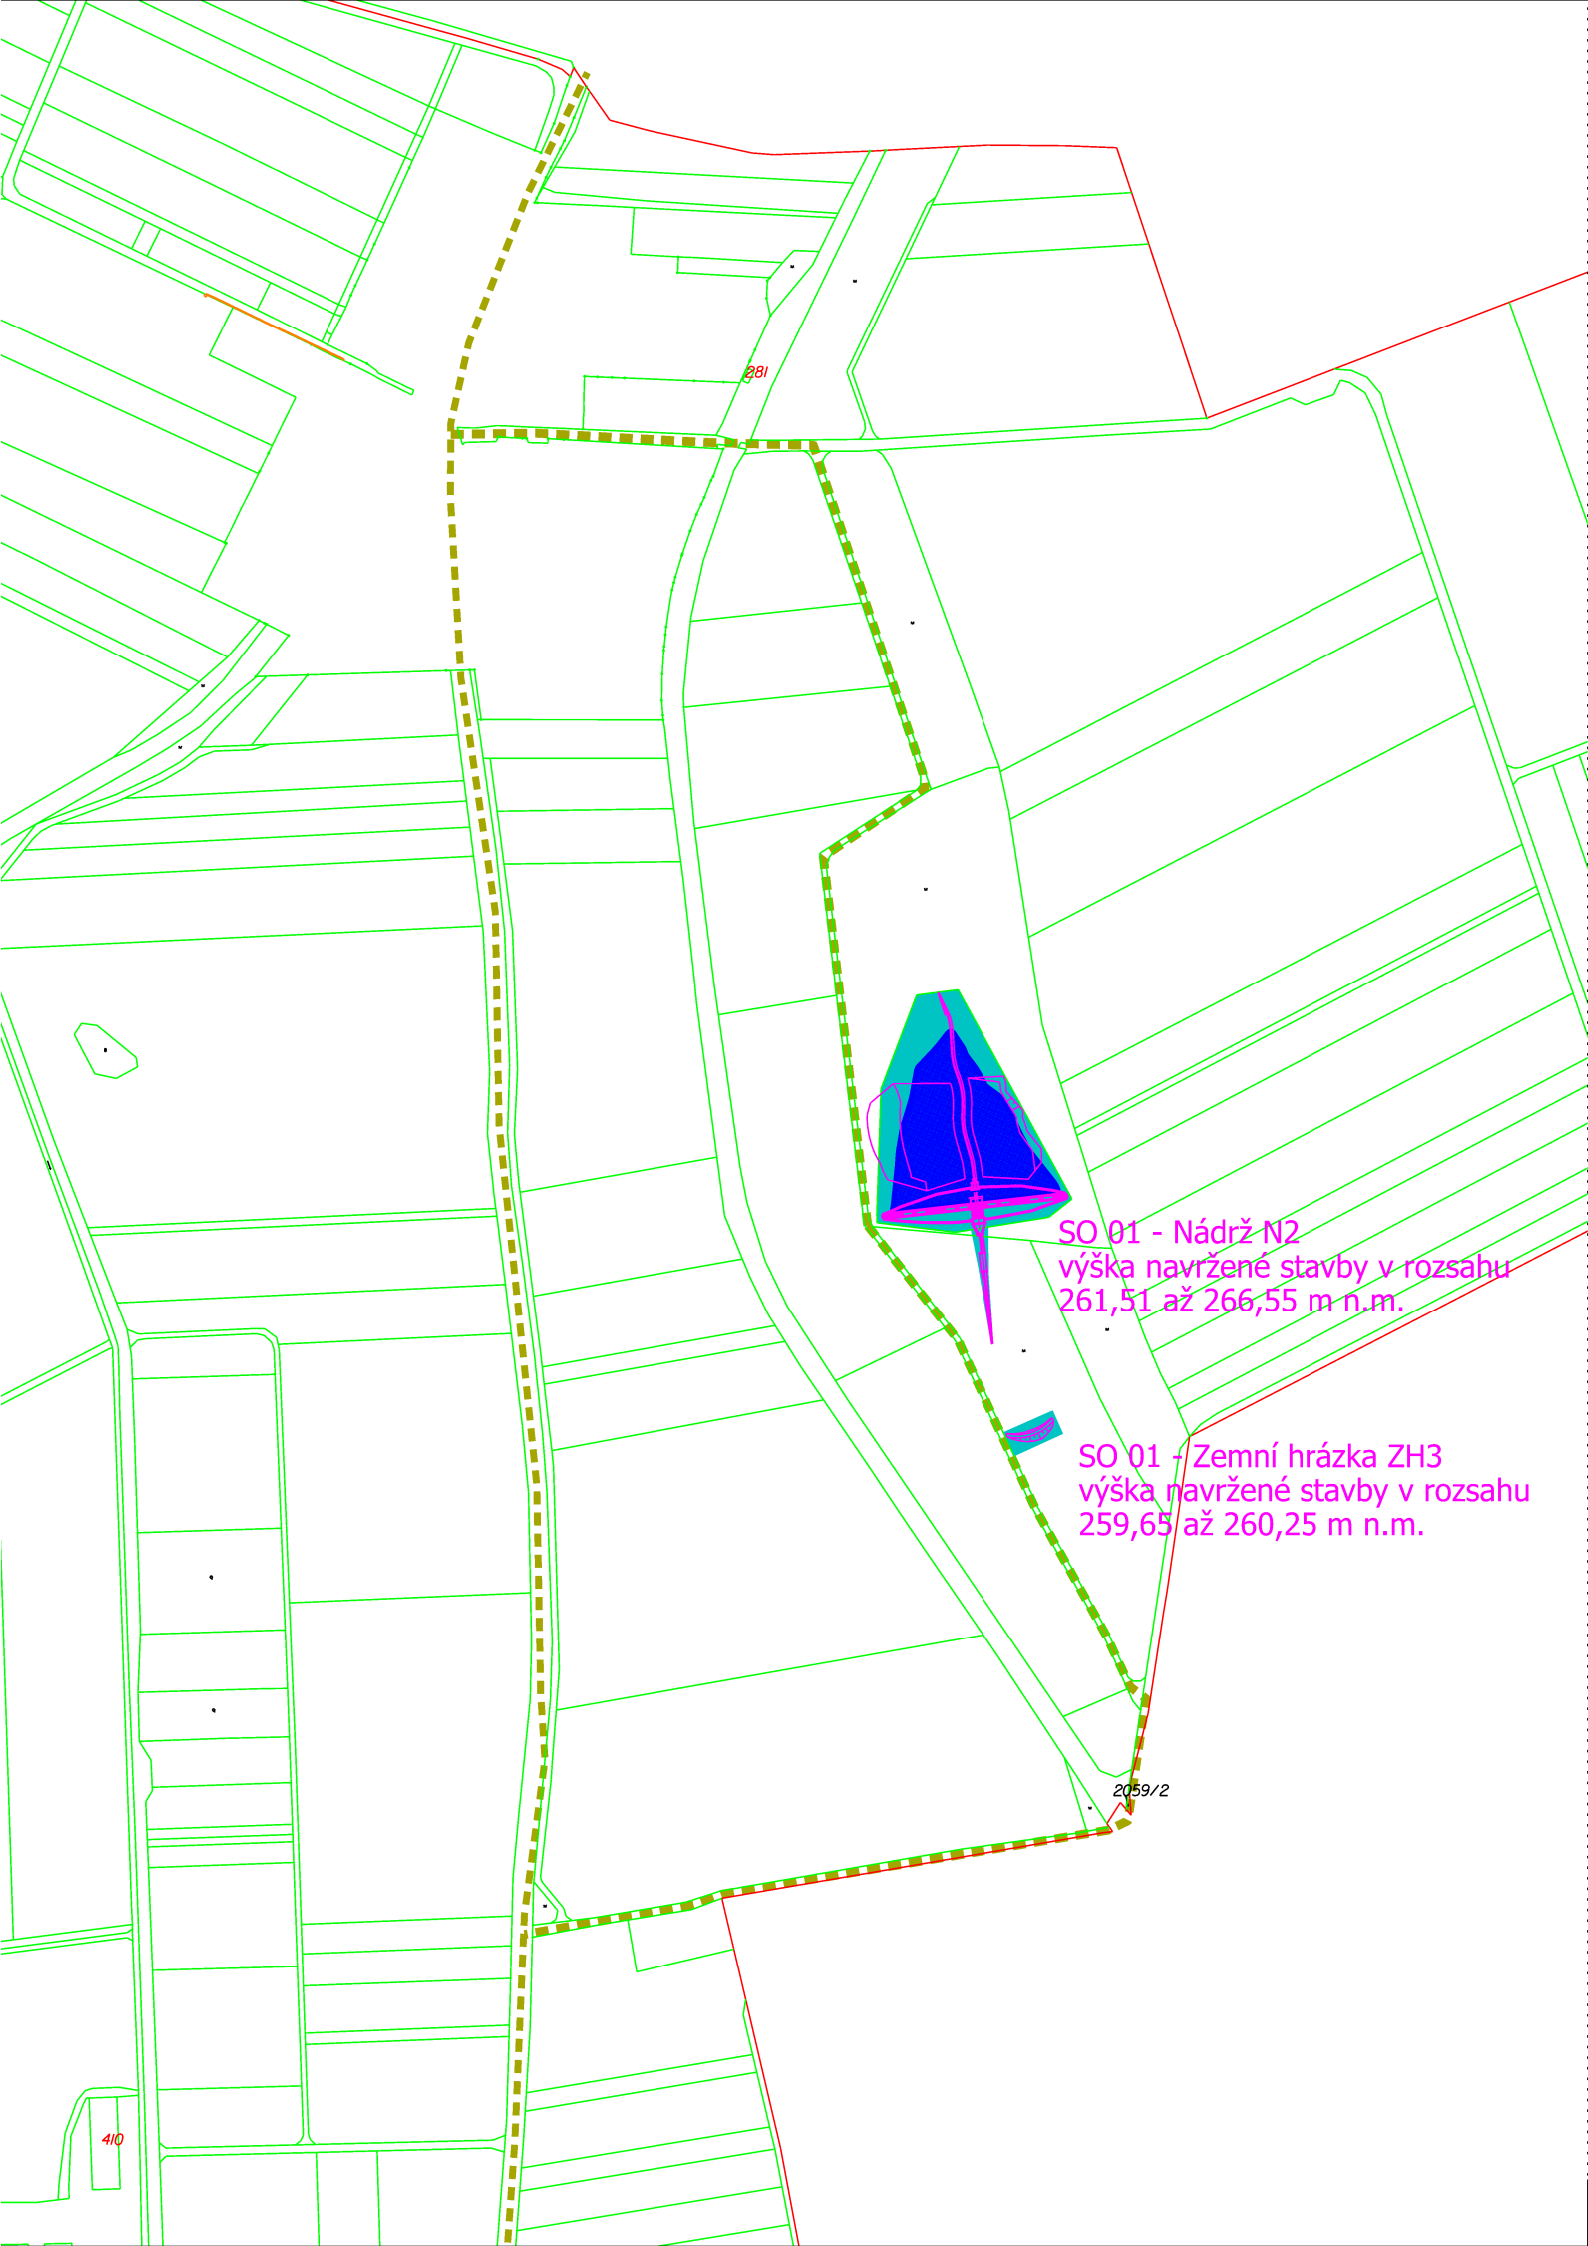 281
SO 01 - Nádrž N2
výška navržené stavby v rozsahu
261,51 až 266,55 m n.m.
SO 01 - Zemní hrázka ZH3
výška navržené stavby v rozsahu
259,65 až 260,25 m n.m.
2059/2
410